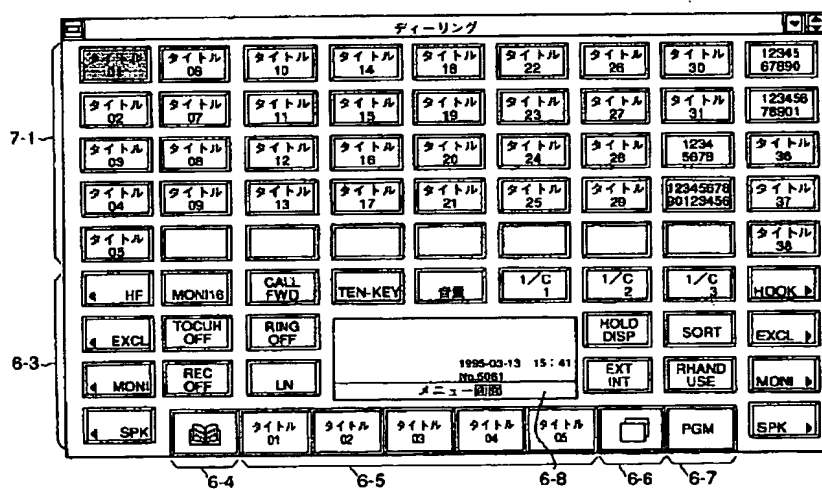 ディーリング
タイトル 01 タイトル 06 タイトル 10 タイトル 14 タイトル 18 タイトル 22 タイトル 26 タイトル 30 12345 67890
タイトル 02 タイトル 07 タイトル 11 タイトル 15 タイトル 19 タイトル 23 タイトル 27 タイトル 31 123456 78901
7-1
タイトル 03 タイトル 08 タイトル 12 タイトル 16 タイトル 20 タイトル 24 タイトル 28 1234 5678 タイトル 36
タイトル 04 タイトル 09 タイトル 13 タイトル 17 タイトル 21 タイトル 25 タイトル 29 12345678 90123456 タイトル 37
タイトル 05 タイトル 38
HF MONI16 CALL FWD TEN-KEY 音量 1/C 1 1/C 2 1/C 3 HOOK
EXCL TOCUH OFF RING OFF HOLD DISP SORT EXCL
6-3
MONI REC OFF LN EXT INT RHAND USE MONI
1995-03-13 15:41
No.5061
メニュー画面
SPK タイトル 01 タイトル 02 タイトル 03 タイトル 04 タイトル 05 PGM SPK
6-4 6-5 6-8 6-6 6-7